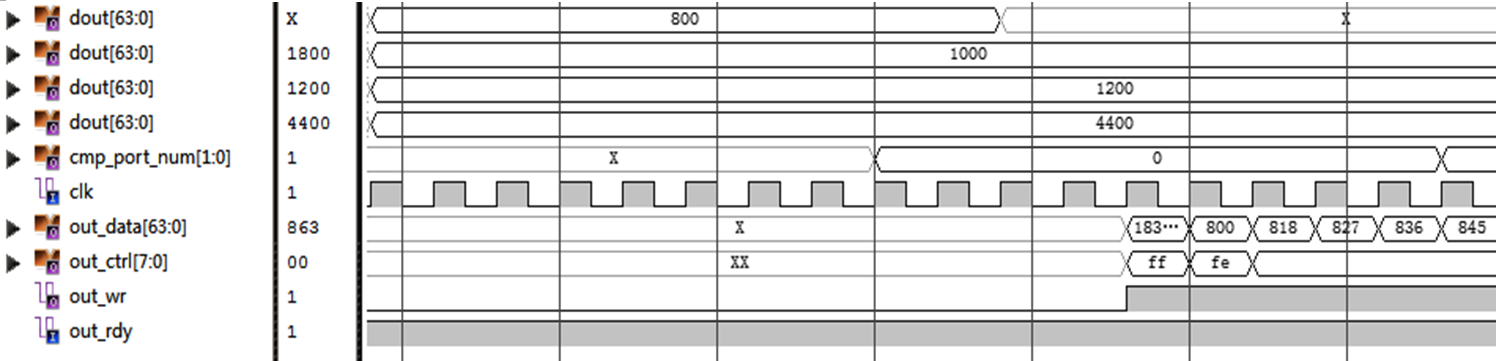 dout[63:0] X 800 X
dout[63:0] 1800 1000
dout[63:0] 1200 1200
dout[63:0] 4400 4400
cmp_port_num[1:0] 1 X 0
clk 1
out_data[63:0] 863 X 183··· 800 818 827 836 845
out_ctrl[7:0] 00 XX ff fe
out_wr 1
out_rdy 1